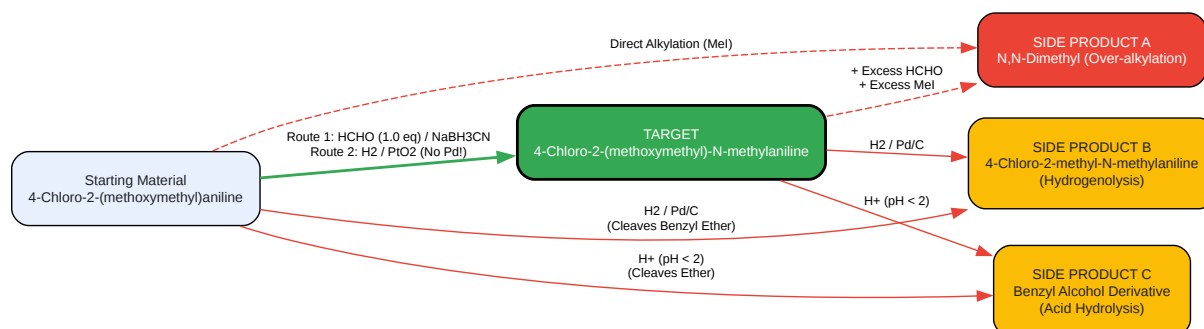 Direct Alkylation (MeI)
SIDE PRODUCT A
N,N-Dimethyl (Over-alkylation)
+ Excess HCHO
+ Excess MeI
Route 1: HCHO (1.0 eq) / NaBH3CN
Route 2: H2 / PtO2 (No Pd!)
TARGET
4-Chloro-2-(methoxymethyl)-N-methylaniline
H2 / Pd/C
SIDE PRODUCT B
4-Chloro-2-methyl-N-methylaniline
(Hydrogenolysis)
Starting Material
4-Chloro-2-(methoxymethyl)aniline
H+ (pH < 2)
H2 / Pd/C
(Cleaves Benzyl Ether)
H+ (pH < 2)
(Cleaves Ether)
SIDE PRODUCT C
Benzyl Alcohol Derivative
(Acid Hydrolysis)